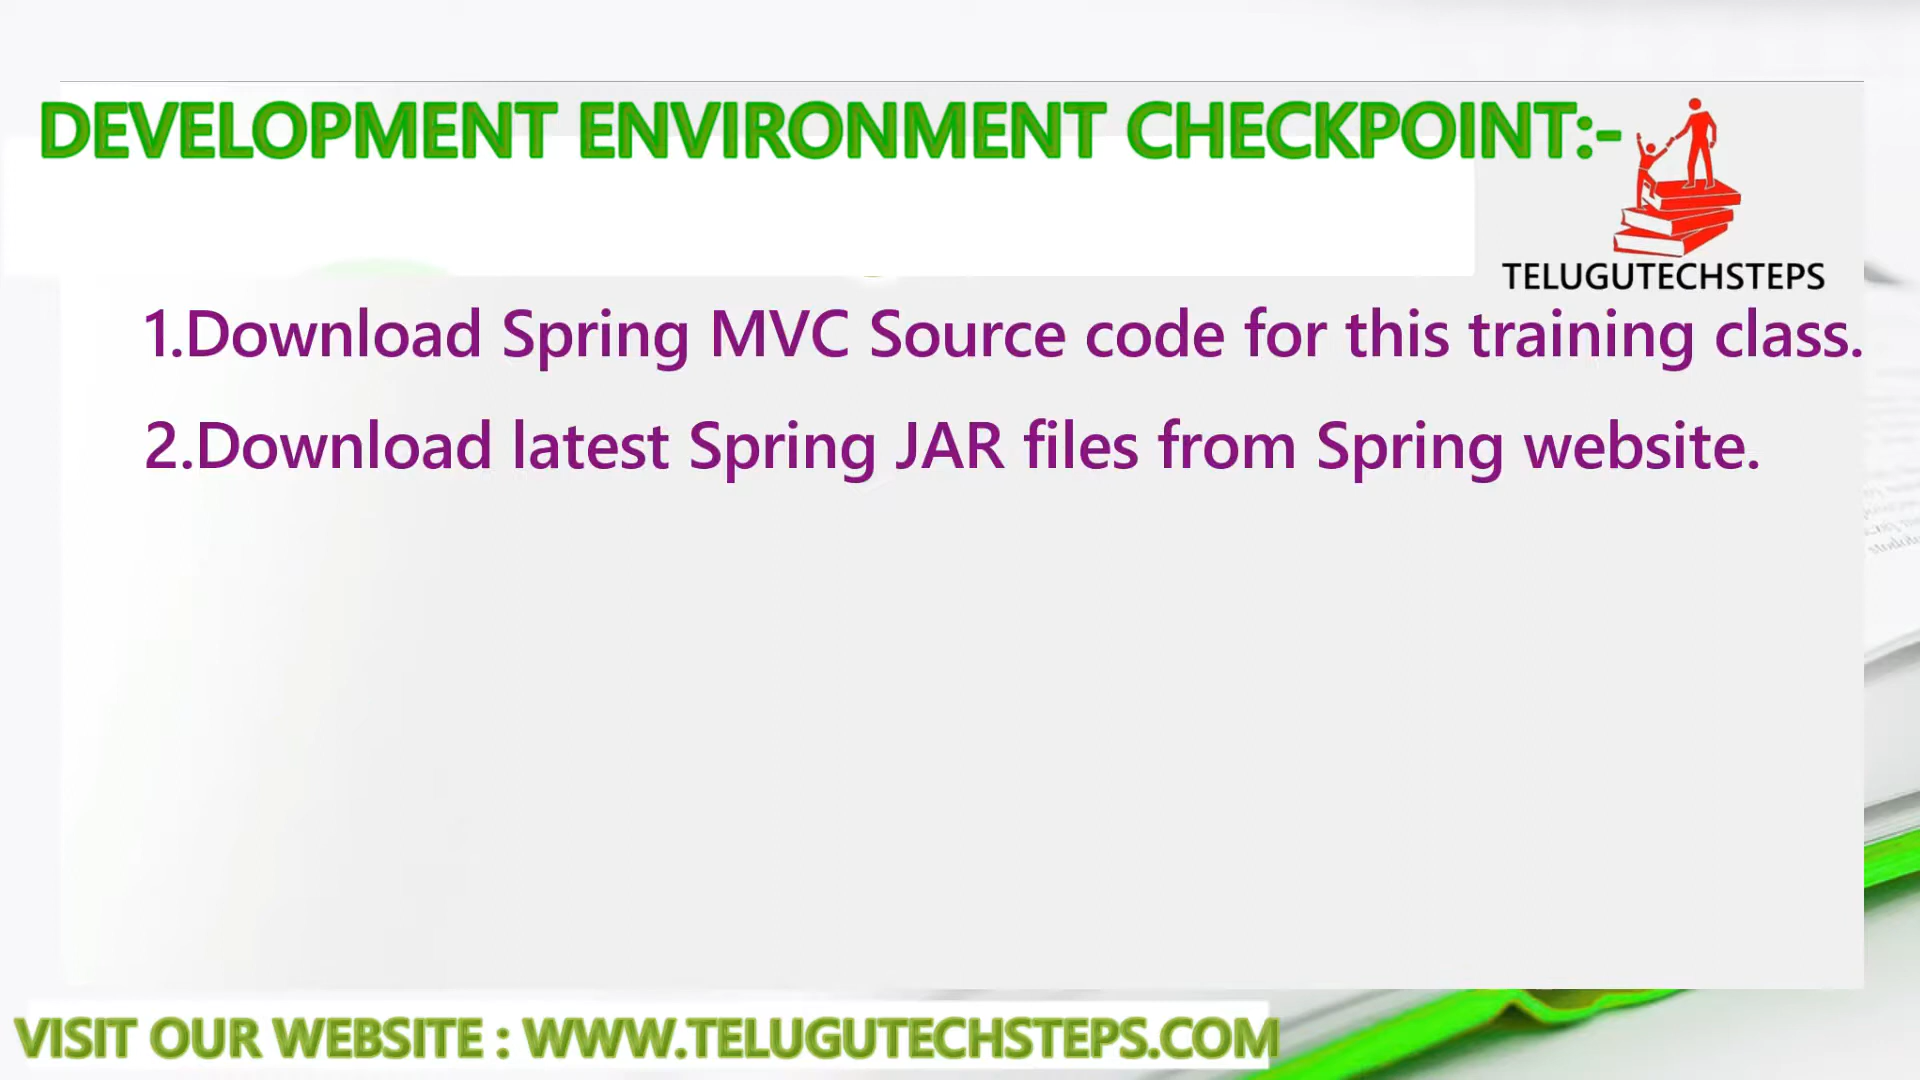 DEVELOPMENT ENVIRONMENT CHECKPOINT:-
TELUGUTECHSTEPS
1.Download Spring MVC Source code for this training class.
2.Download latest Spring JAR files from Spring website.
VISIT OUR WEBSITE : WWW.TELUGUTECHSTEPS.COM